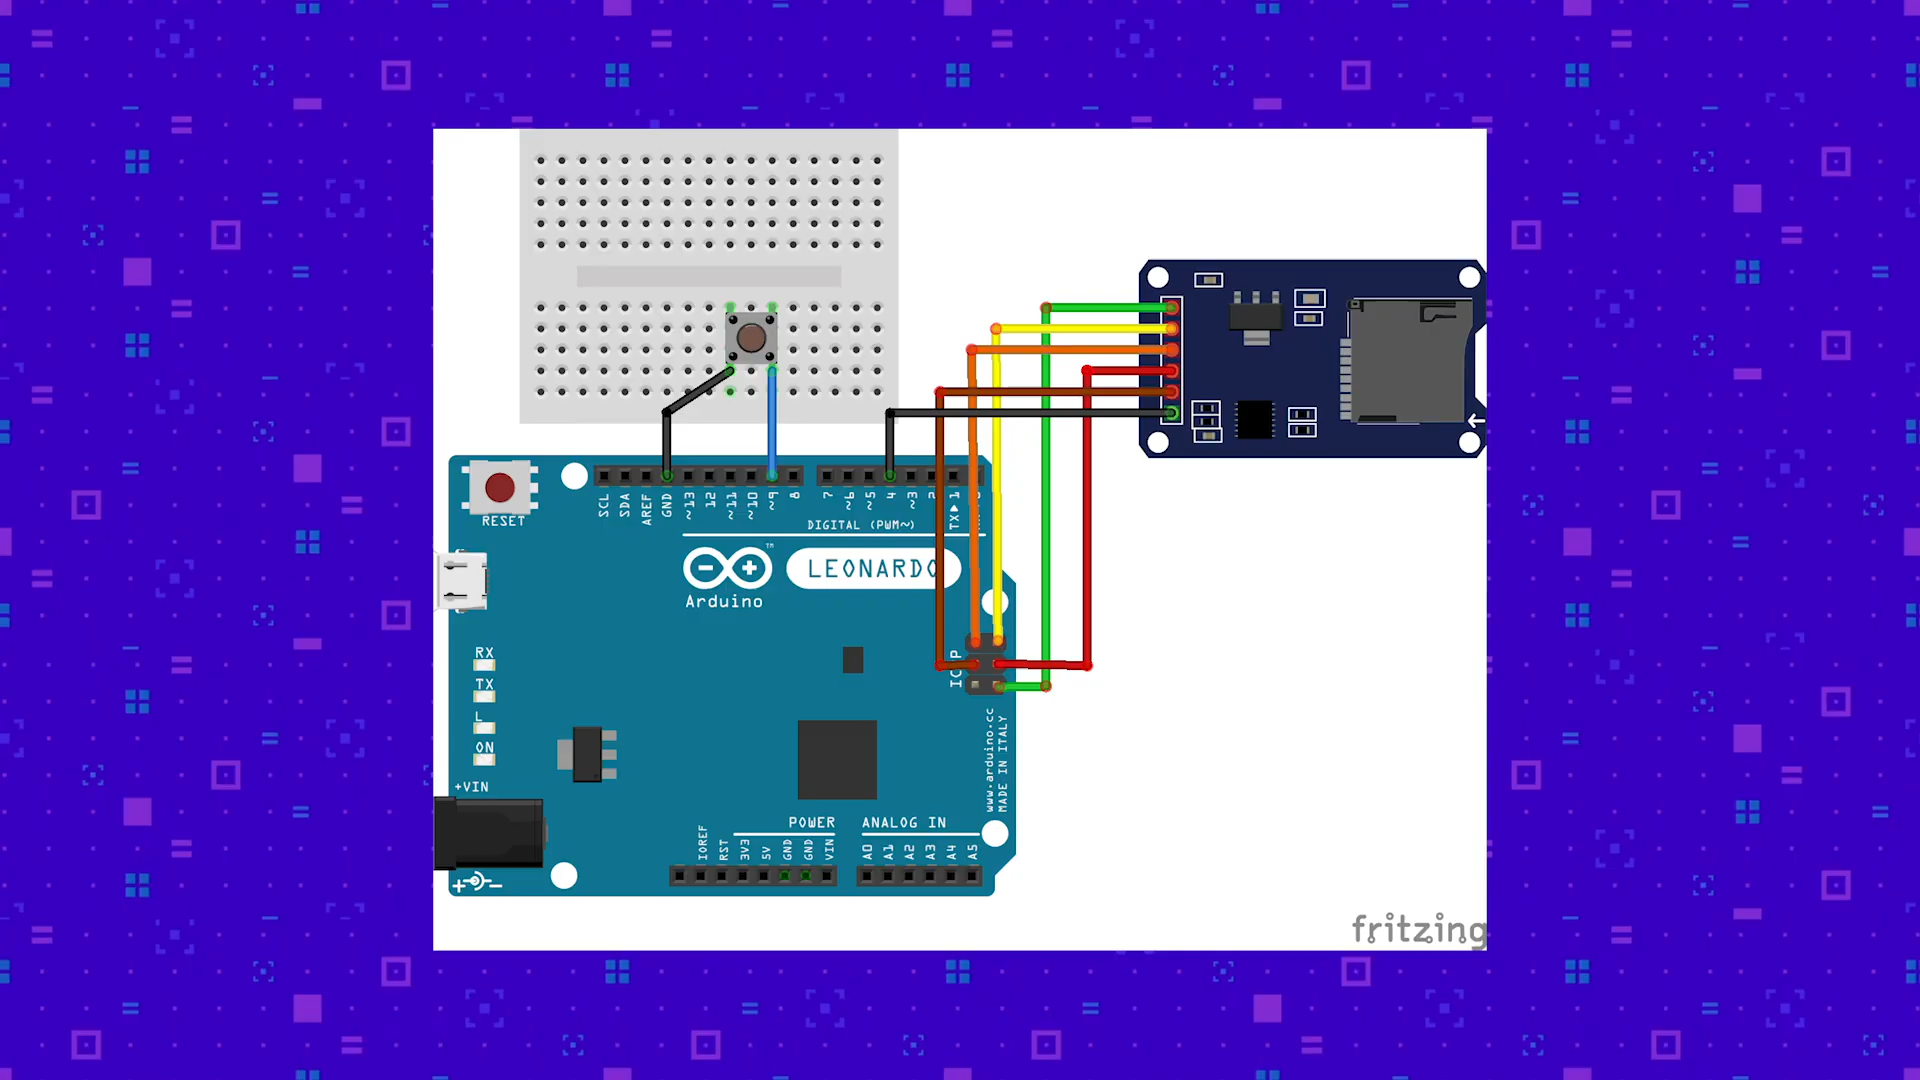 SCL
SDA
AREF
GND
~13
12
~11
~10
~9
8
7
~6
~5
4
~3
2
TX▶1
RESET
DIGITAL (PWM~)
LEONARDO
Arduino
™
RX
TX
L
ON
+VIN
www.arduino.cc
MADE IN ITALY
POWER
ANALOG IN
IOREF
RST
3V3
5V
GND
GND
VIN
A0
A1
A2
A3
A4
A5
fritzing